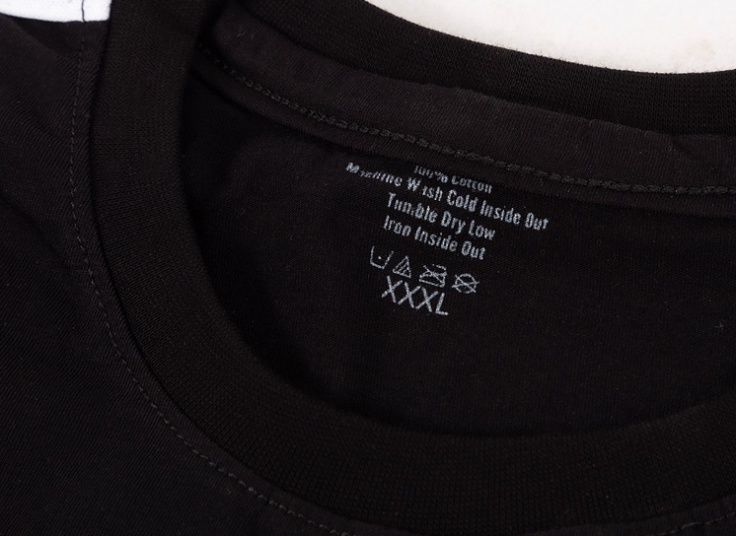 100% Cotton
Machine Wash Cold Inside Out
Tumble Dry Low
Iron Inside Out
XXXL